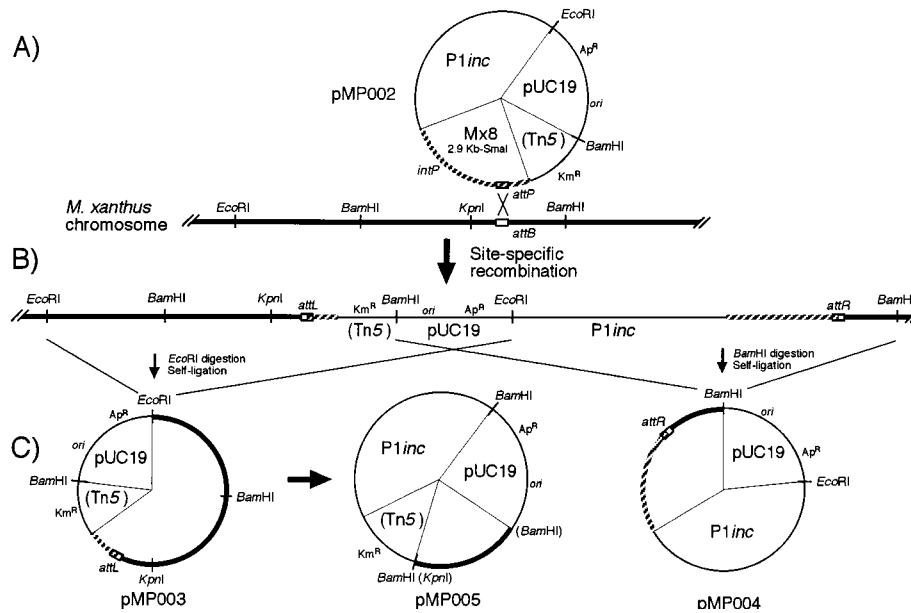 A)
EcoRI
P1inc
ApR
pMP002
pUC19
ori
Mx8
2.9 Kb-SmaI
(Tn5)
BamHI
intP
KmR
attP
M. xanthus
chromosome
EcoRI
BamHI
KpnI
BamHI
attB
Site-specific
recombination
B)
EcoRI
BamHI
KpnI
attL
KmR
BamHI
ori
ApR
EcoRI
attR
BamHI
(Tn5)
pUC19
P1inc
EcoRI digestion
Self-ligation
BamHI digestion
Self-ligation
C)
EcoRI
ApR
ori
pUC19
BamHI
(Tn5)
KmR
BamHI
attL
KpnI
pMP003
BamHI
P1inc
ApR
pUC19
ori
(Tn5)
(BamHI)
KmR
BamHI (KpnI)
pMP005
BamHI
attR
ori
pUC19
ApR
EcoRI
P1inc
pMP004